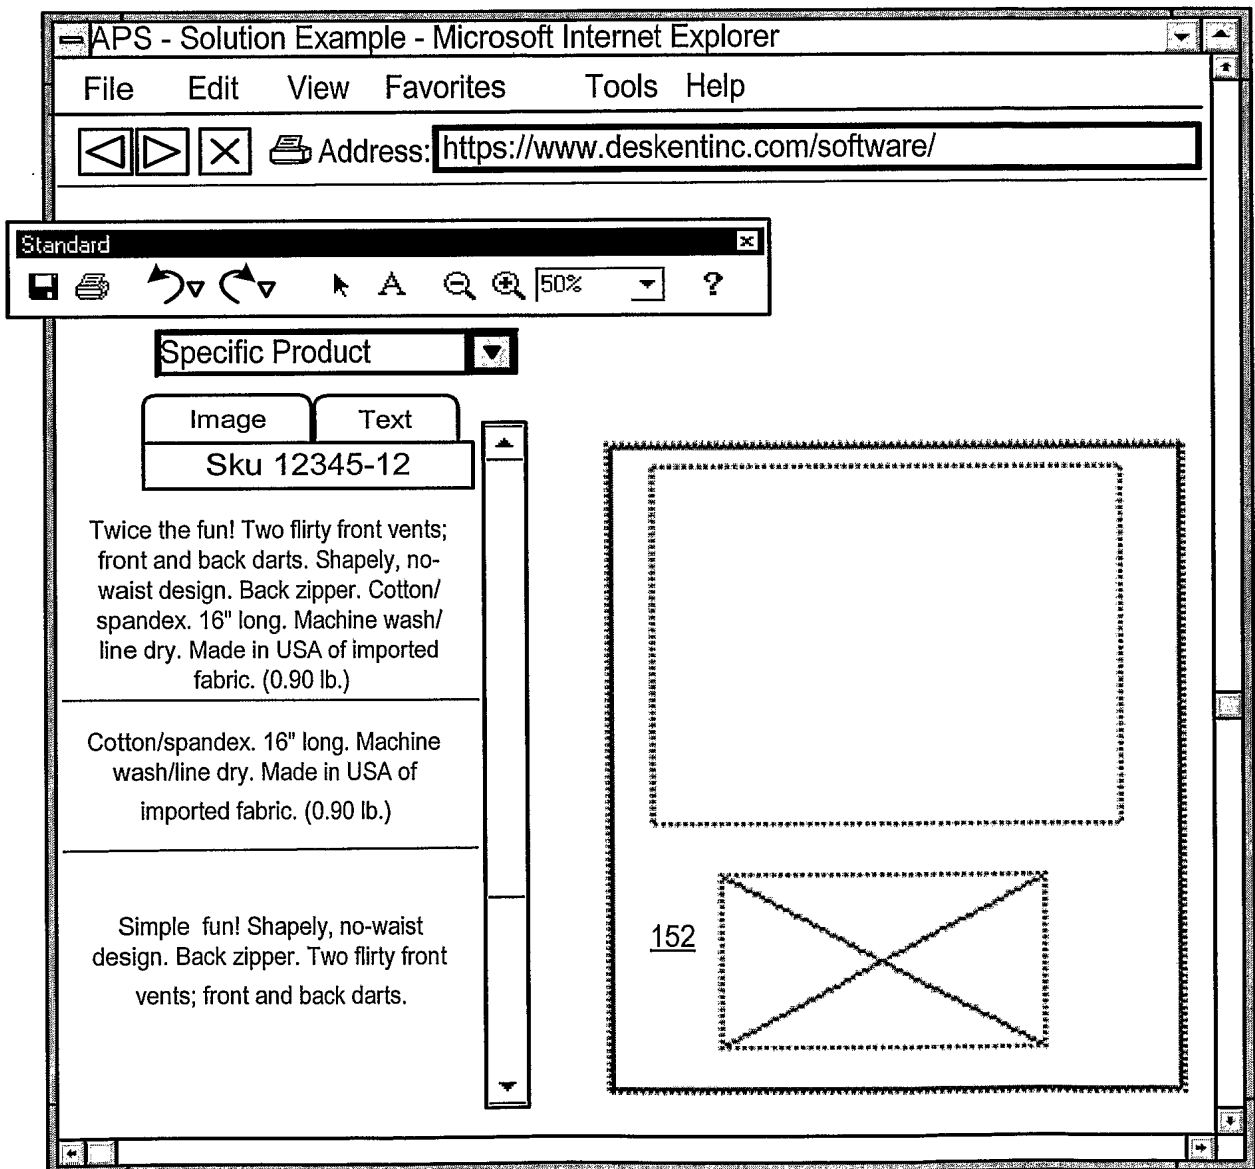 APS - Solution Example - Microsoft Internet Explorer
File Edit View Favorites Tools Help
Address: https://www.deskentinc.com/software/
Standard
A 50% ?
Specific Product
Image Text
Sku 12345-12
Twice the fun! Two flirty front vents;
front and back darts. Shapely, no-
waist design. Back zipper. Cotton/
spandex. 16" long. Machine wash/
line dry. Made in USA of imported
fabric. (0.90 lb.)
Cotton/spandex. 16" long. Machine
wash/line dry. Made in USA of
imported fabric. (0.90 lb.)
Simple fun! Shapely, no-waist
design. Back zipper. Two flirty front
vents; front and back darts.
152